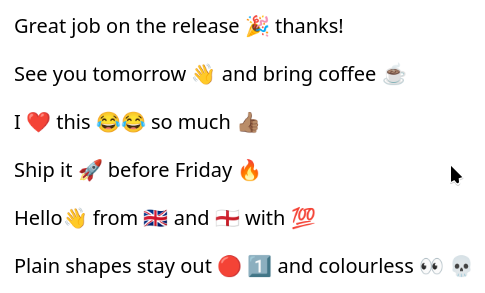 Great job on the release 🎉 thanks!
See you tomorrow 👋 and bring coffee ☕
I ❤️ this 😂😂 so much 👍🏽
Ship it 🚀 before Friday 🔥
Hello👋 from 🇬🇧 and 🏴󠁧󠁢󠁥󠁮󠁧󠁿 with 💯
Plain shapes stay out 🔴 1️⃣ and colourless 👀 💀